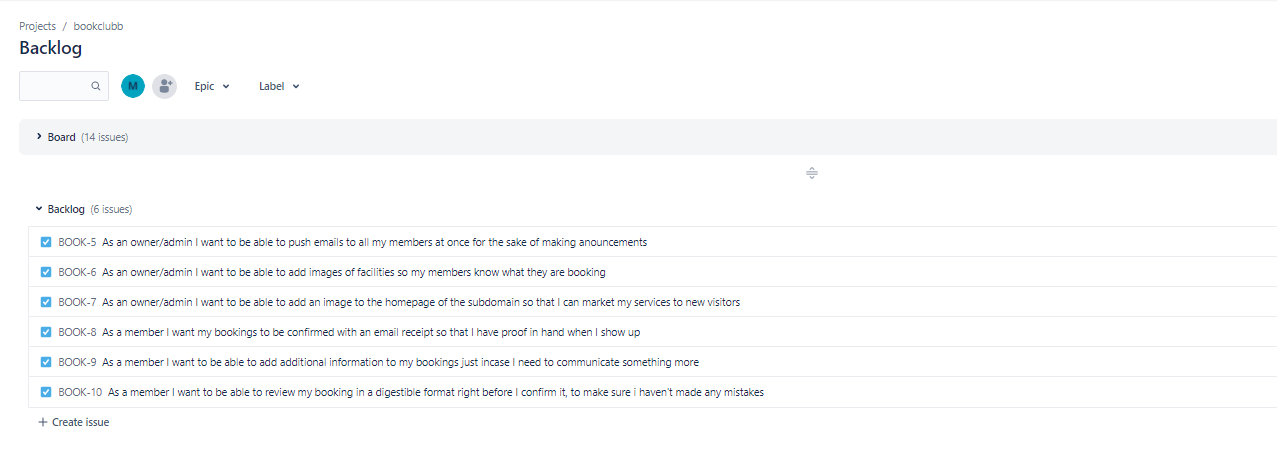 Projects / bookclubb
Backlog
M Epic Label
Board (14 issues)
Backlog (6 issues)
BOOK-5 As an owner/admin I want to be able to push emails to all my members at once for the sake of making anouncements
BOOK-6 As an owner/admin I want to be able to add images of facilities so my members know what they are booking
BOOK-7 As an owner/admin I want to be able to add an image to the homepage of the subdomain so that I can market my services to new visitors
BOOK-8 As a member I want my bookings to be confirmed with an email receipt so that I have proof in hand when I show up
BOOK-9 As a member I want to be able to add additional information to my bookings just incase I need to communicate something more
BOOK-10 As a member I want to be able to review my booking in a digestible format right before I confirm it, to make sure i haven't made any mistakes
+ Create issue